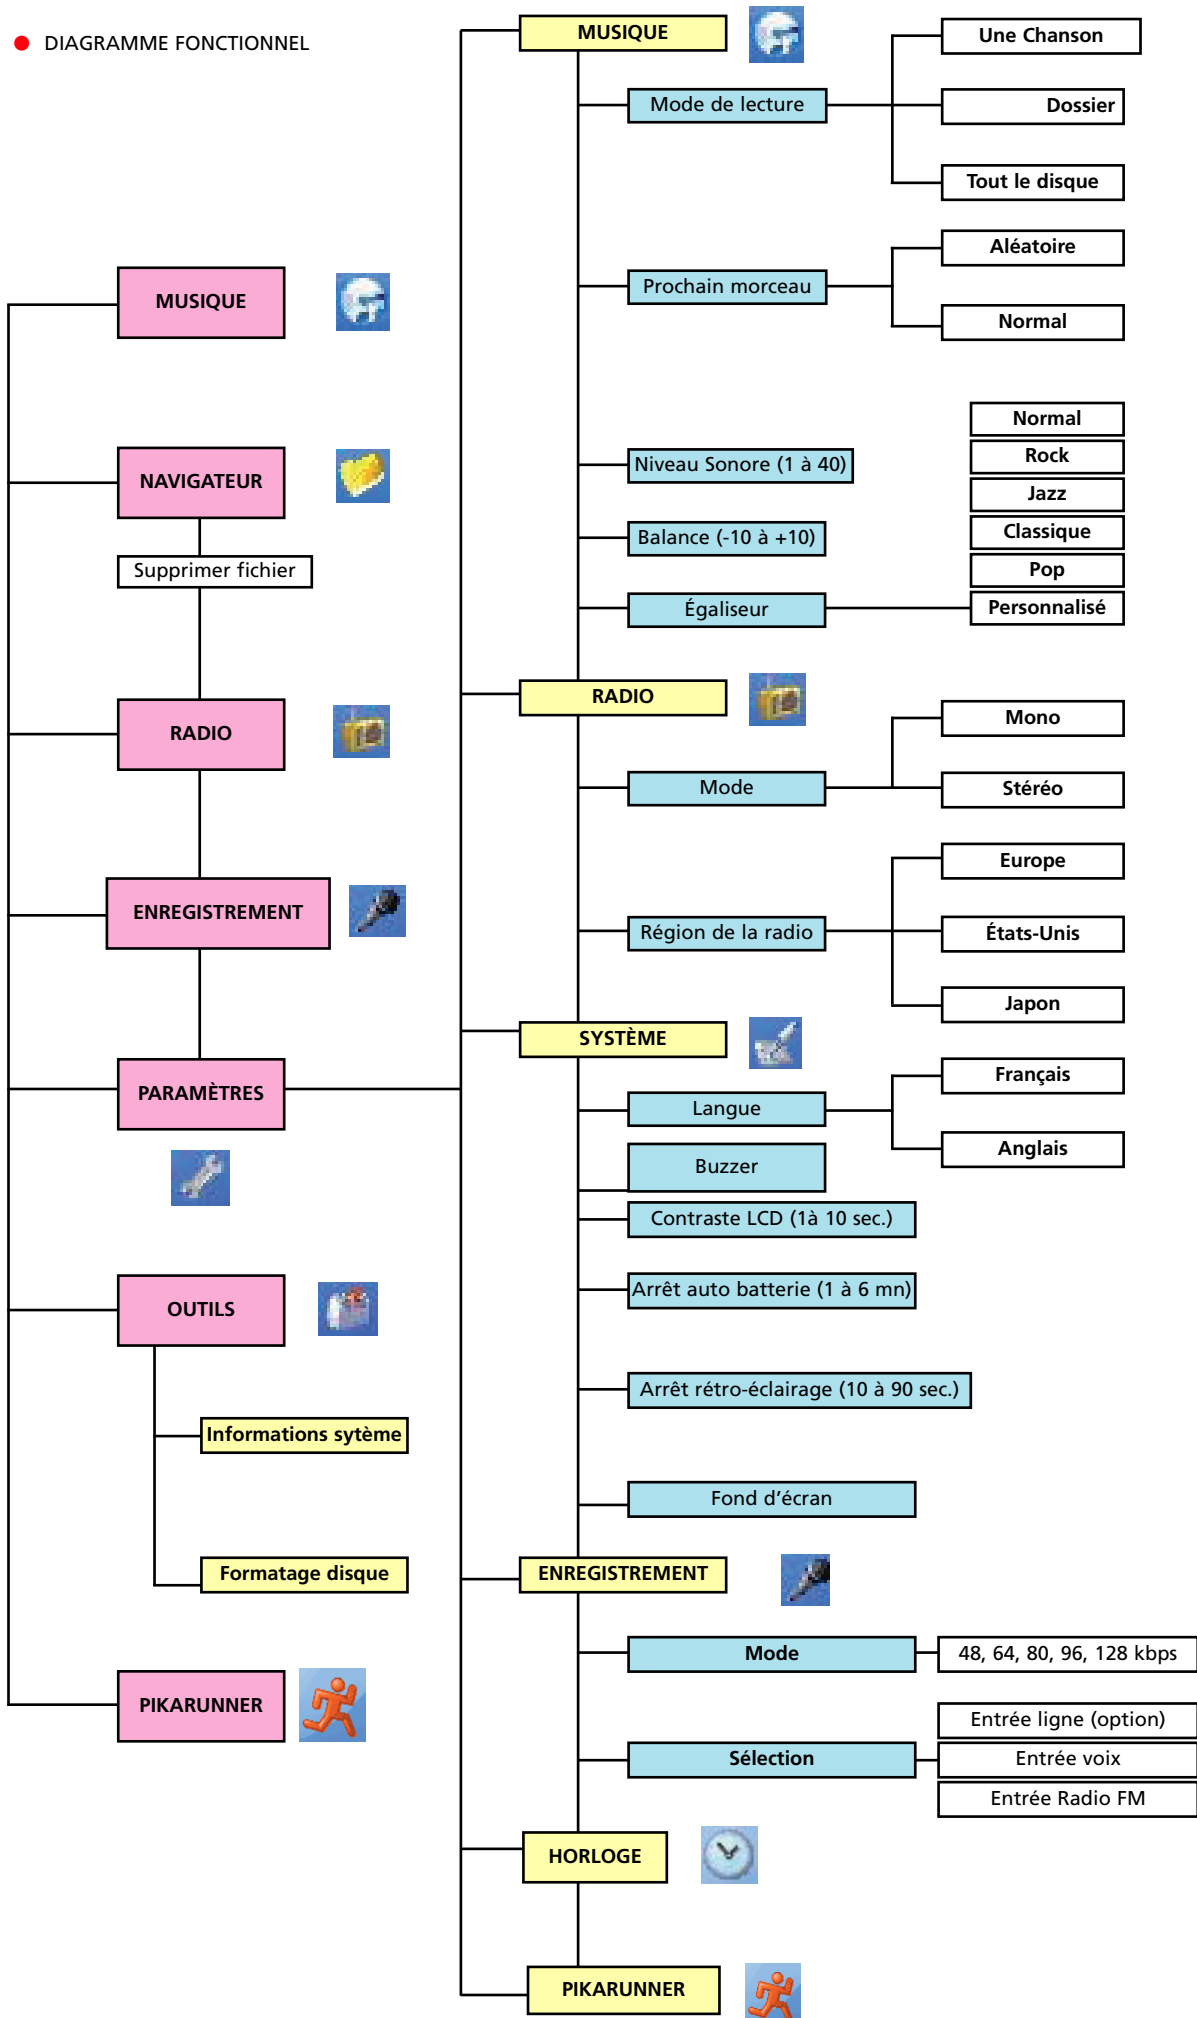 DIAGRAMME FONCTIONNEL
MUSIQUE
NAVIGATEUR
Supprimer fichier
RADIO
ENREGISTREMENT
PARAMÈTRES
OUTILS
Informations sytème
Formatage disque
PIKARUNNER
MUSIQUE
Mode de lecture
Une Chanson
Dossier
Tout le disque
Prochain morceau
Aléatoire
Normal
Niveau Sonore (1 à 40)
Balance (-10 à +10)
Égaliseur
Normal
Rock
Jazz
Classique
Pop
Personnalisé
RADIO
Mode
Mono
Stéréo
Région de la radio
Europe
États-Unis
Japon
SYSTÈME
Langue
Français
Anglais
Buzzer
Contraste LCD (1à 10 sec.)
Arrêt auto batterie (1 à 6 mn)
Arrêt rétro-éclairage (10 à 90 sec.)
Fond d’écran
ENREGISTREMENT
Mode
48, 64, 80, 96, 128 kbps
Sélection
Entrée ligne (option)
Entrée voix
Entrée Radio FM
HORLOGE
PIKARUNNER